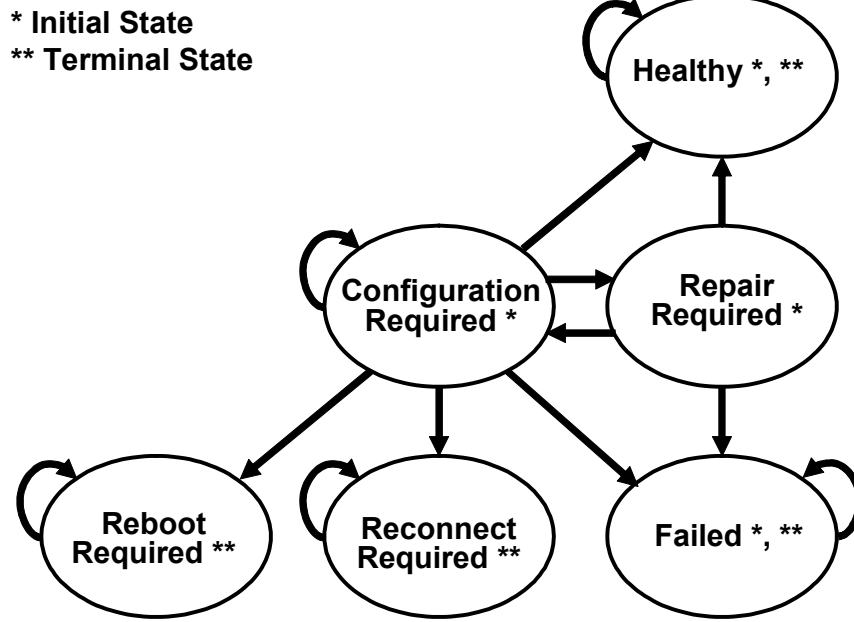 * Initial State
** Terminal State
Healthy *, **
Configuration
Required *
Repair
Required *
Reboot
Required **
Reconnect
Required **
Failed *, **